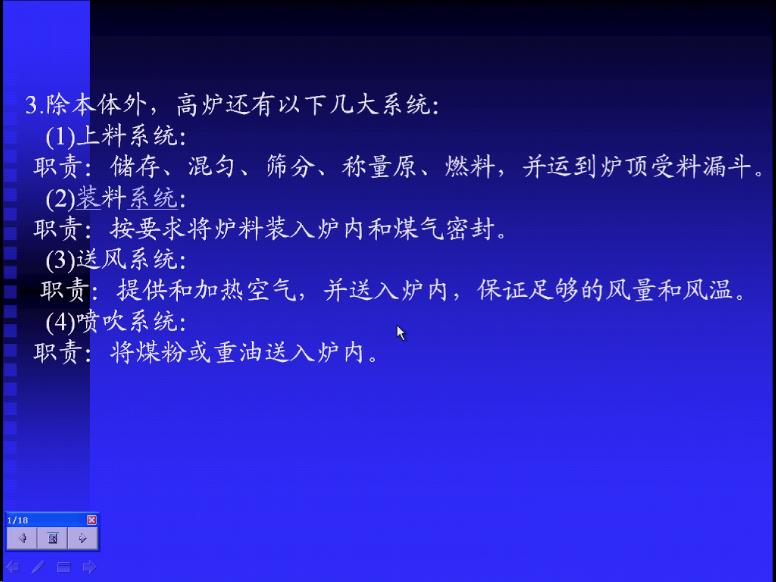 3.除本体外，高炉还有以下几大系统:
(1)上料系统:
职责：储存、混匀、筛分、称量原、燃料，并运到炉顶受料漏斗。
(2)装料系统:
职责：按要求将炉料装入炉内和煤气密封。
(3)送风系统:
职责：提供和加热空气，并送入炉内，保证足够的风量和风温。
(4)喷吹系统:
职责：将煤粉或重油送入炉内。
1/18